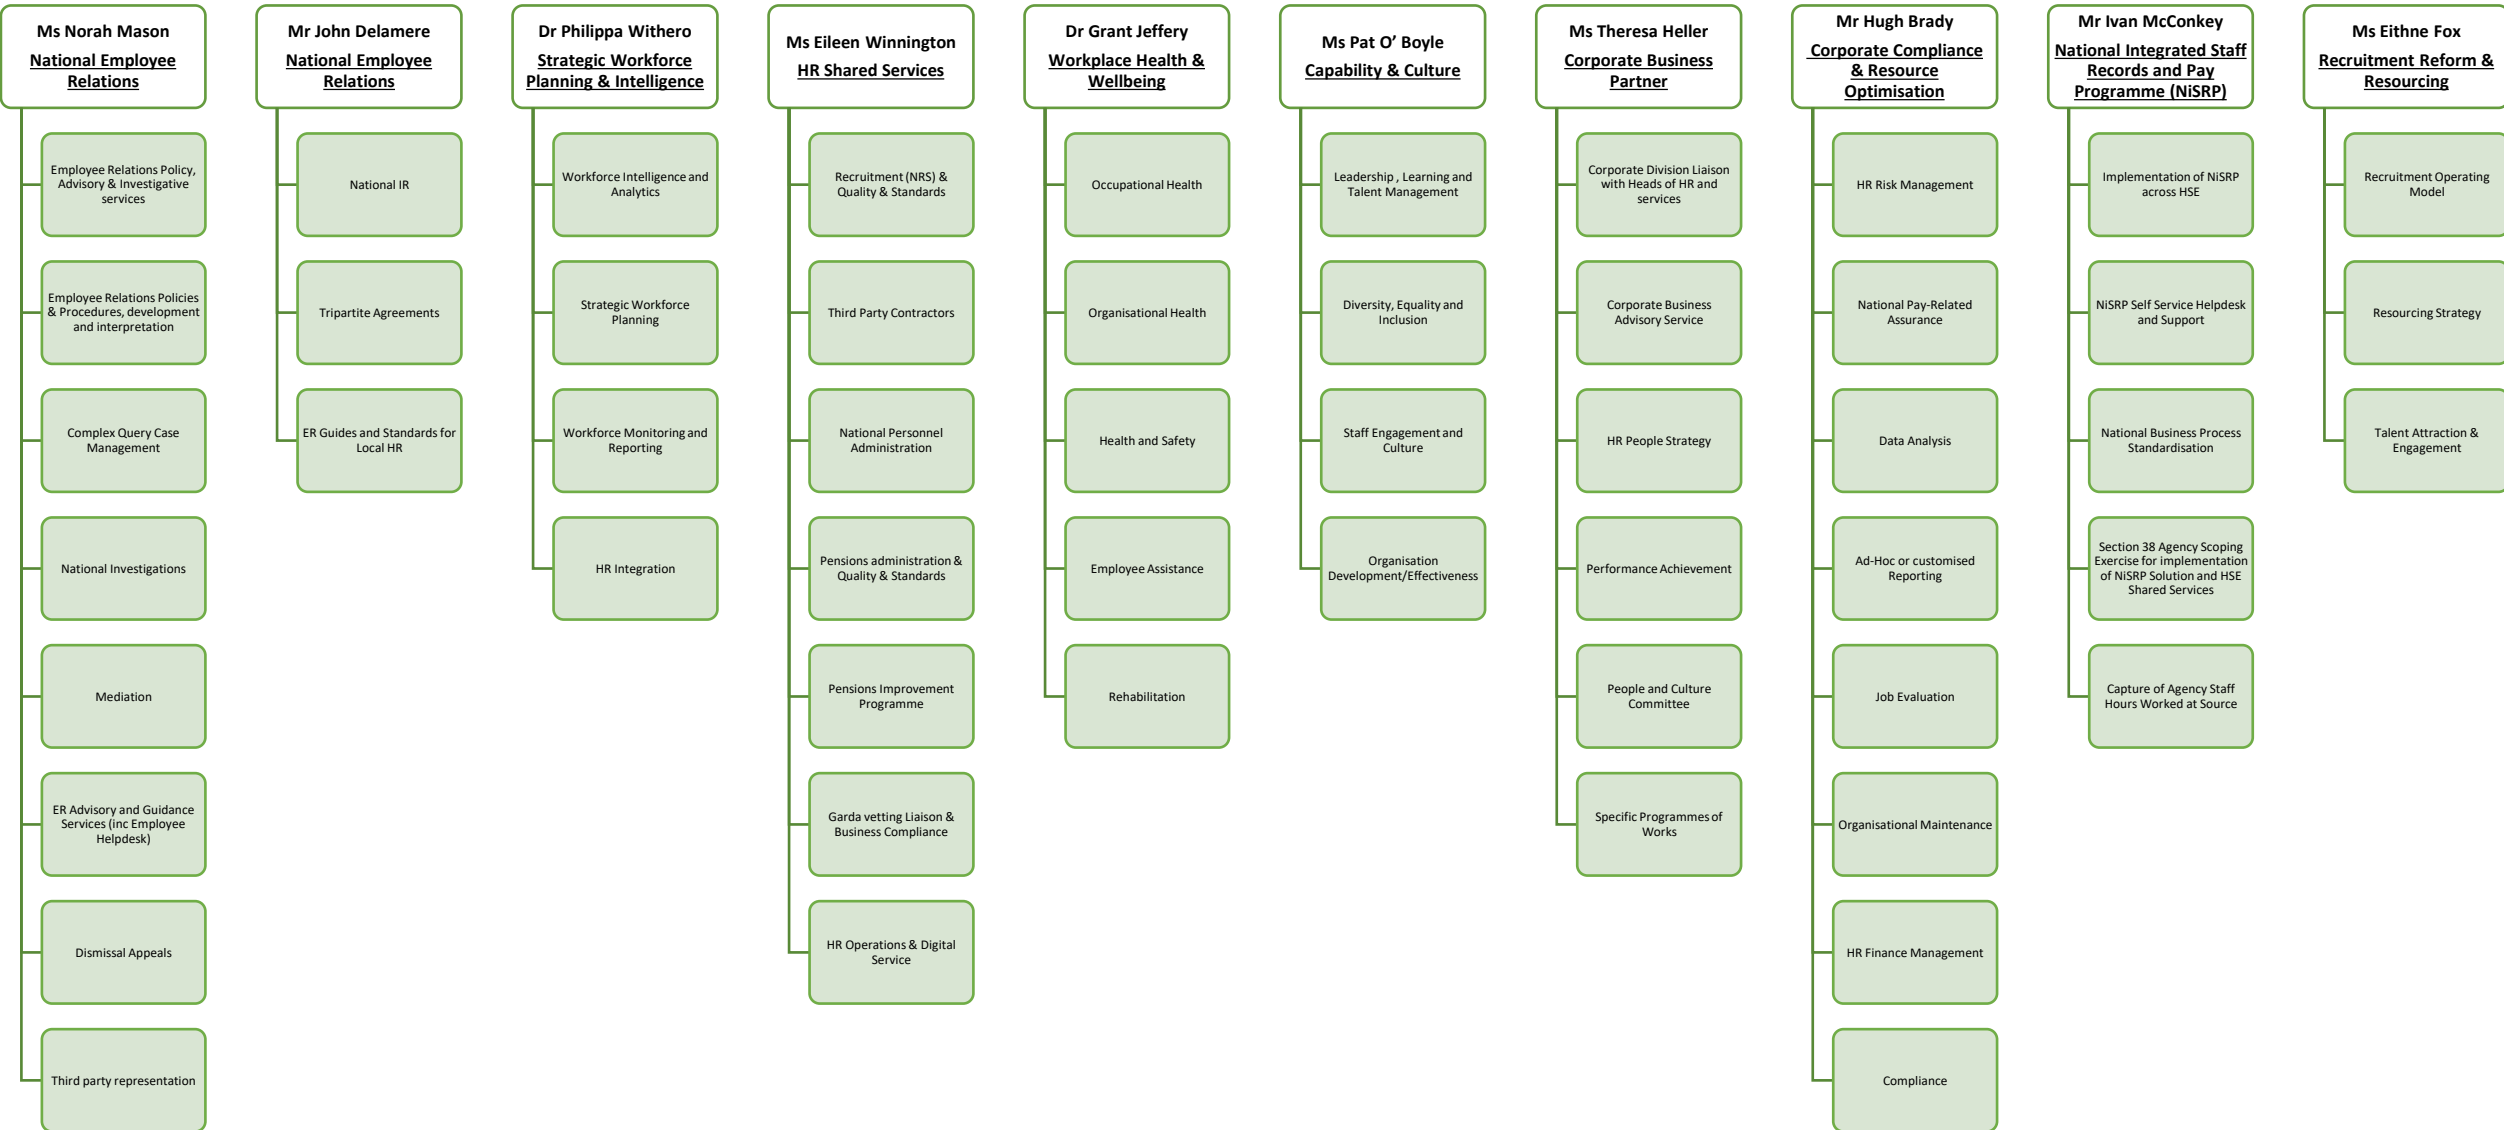 Ms Norah Mason
National Employee
Relations
Employee Relations Policy,
Advisory & Investigative
services
Employee Relations Policies
& Procedures, development
and interpretation
Complex Query Case
Management
National Investigations
Mediation
ER Advisory and Guidance
Services (inc Employee
Helpdesk)
Dismissal Appeals
Third party representation
Mr John Delamere
National Employee
Relations
National IR
Tripartite Agreements
ER Guides and Standards for
Local HR
Dr Philippa Withero
Strategic Workforce
Planning & Intelligence
Workforce Intelligence and
Analytics
Strategic Workforce
Planning
Workforce Monitoring and
Reporting
HR Integration
Ms Eileen Winnington
HR Shared Services
Recruitment (NRS) &
Quality & Standards
Third Party Contractors
National Personnel
Administration
Pensions administration &
Quality & Standards
Pensions Improvement
Programme
Garda vetting Liaison &
Business Compliance
HR Operations & Digital
Service
Dr Grant Jeffery
Workplace Health &
Wellbeing
Occupational Health
Organisational Health
Health and Safety
Employee Assistance
Rehabilitation
Ms Pat O' Boyle
Capability & Culture
Leadership , Learning and
Talent Management
Diversity, Equality and
Inclusion
Staff Engagement and
Culture
Organisation
Development/Effectiveness
Ms Theresa Heller
Corporate Business
Partner
Corporate Division Liaison
with Heads of HR and
services
Corporate Business
Advisory Service
HR People Strategy
Performance Achievement
People and Culture
Committee
Specific Programmes of
Works
Mr Hugh Brady
Corporate Compliance
& Resource
Optimisation
HR Risk Management
National Pay-Related
Assurance
Data Analysis
Ad-Hoc or customised
Reporting
Job Evaluation
Organisational Maintenance
HR Finance Management
Compliance
Mr Ivan McConkey
National Integrated Staff
Records and Pay
Programme (NiSRP)
Implementation of NiSRP
across HSE
NiSRP Self Service Helpdesk
and Support
National Business Process
Standardisation
Section 38 Agency Scoping
Exercise for implementation
of NiSRP Solution and HSE
Shared Services
Capture of Agency Staff
Hours Worked at Source
Ms Eithne Fox
Recruitment Reform &
Resourcing
Recruitment Operating
Model
Resourcing Strategy
Talent Attraction &
Engagement